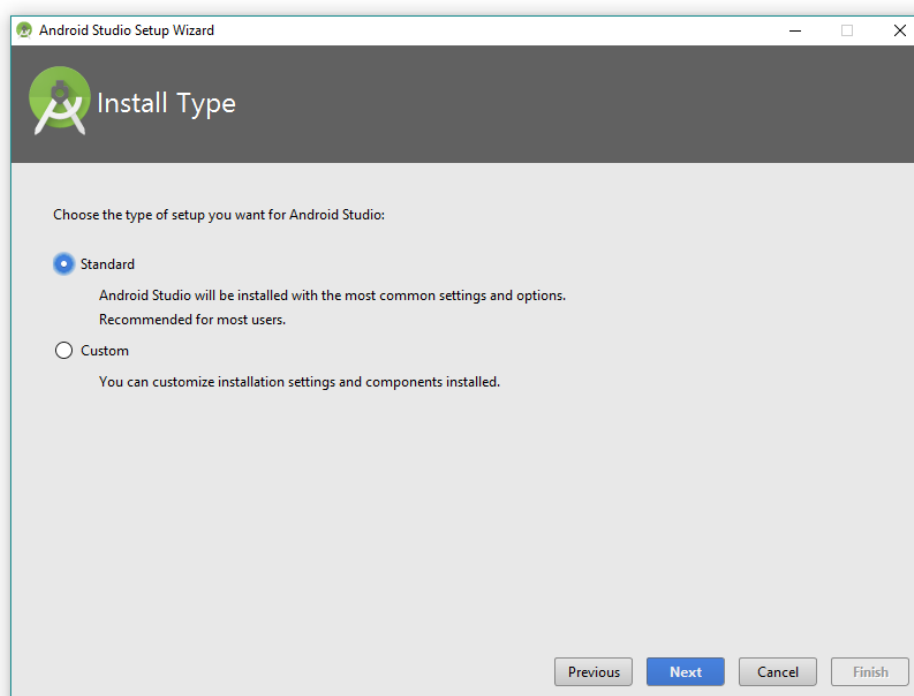 Android Studio Setup Wizard
Install Type
Choose the type of setup you want for Android Studio:
Standard
Android Studio will be installed with the most common settings and options.
Recommended for most users.
Custom
You can customize installation settings and components installed.
Previous Next Cancel Finish